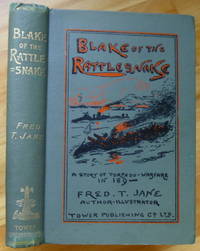 BLAKE
OF THE
RATTLE
=SNAKE
FRED
T. JANE
TOWER
BLAKE OF THE
RATTLESNAKE
A STORY OF TORPEDO-WARFARE
IN 189–
FRED. T. JANE
AUTHOR-ILLUSTRATOR
TOWER PUBLISHING CO LTD.